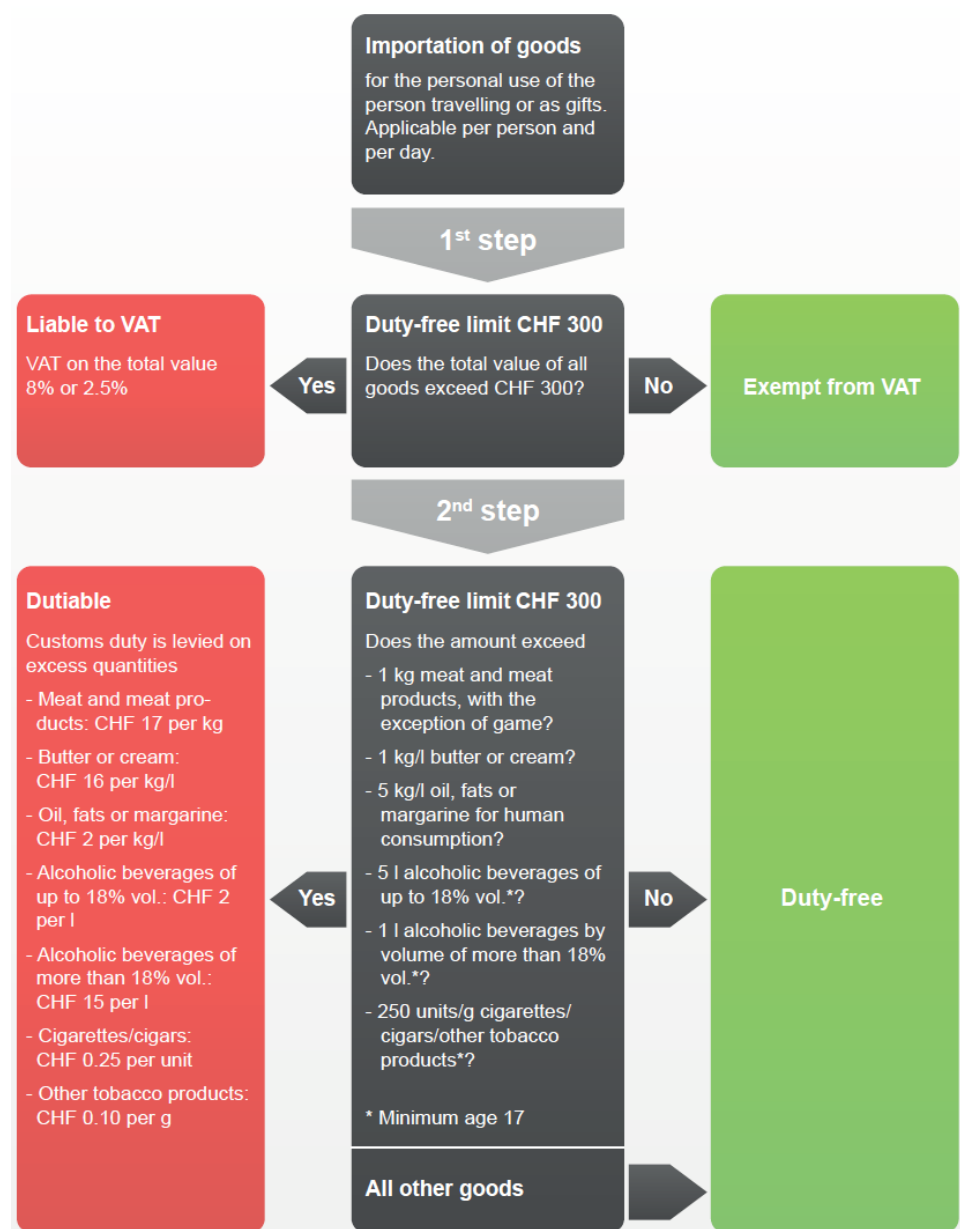 Importation of goods
for the personal use of the
person travelling or as gifts.
Applicable per person and
per day.
1st step
Liable to VAT
VAT on the total value
8% or 2.5%
Yes
Duty-free limit CHF 300
Does the total value of all
goods exceed CHF 300?
No
Exempt from VAT
2nd step
Dutiable
Customs duty is levied on
excess quantities
- Meat and meat pro-
ducts: CHF 17 per kg
- Butter or cream:
CHF 16 per kg/l
- Oil, fats or margarine:
CHF 2 per kg/l
- Alcoholic beverages of
up to 18% vol.: CHF 2
per l
- Alcoholic beverages of
more than 18% vol.:
CHF 15 per l
- Cigarettes/cigars:
CHF 0.25 per unit
- Other tobacco products:
CHF 0.10 per g
Yes
Duty-free limit CHF 300
Does the amount exceed
- 1 kg meat and meat
products, with the
exception of game?
- 1 kg/l butter or cream?
- 5 kg/l oil, fats or
margarine for human
consumption?
- 5 l alcoholic beverages of
up to 18% vol.*?
- 1 l alcoholic beverages by
volume of more than 18%
vol.*?
- 250 units/g cigarettes/
cigars/other tobacco
products*?
* Minimum age 17
All other goods
No
Duty-free